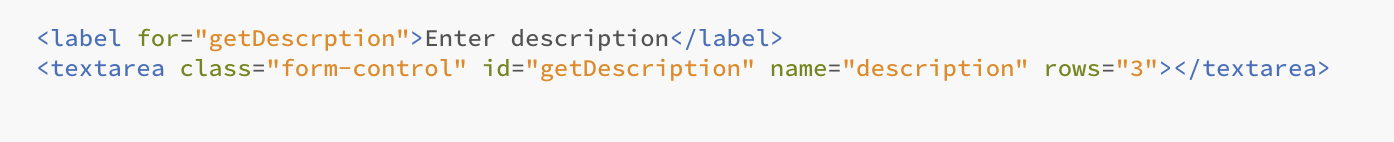 <label for="getDescrption">Enter description</label>
<textarea class="form-control" id="getDescription" name="description" rows="3"></textarea>